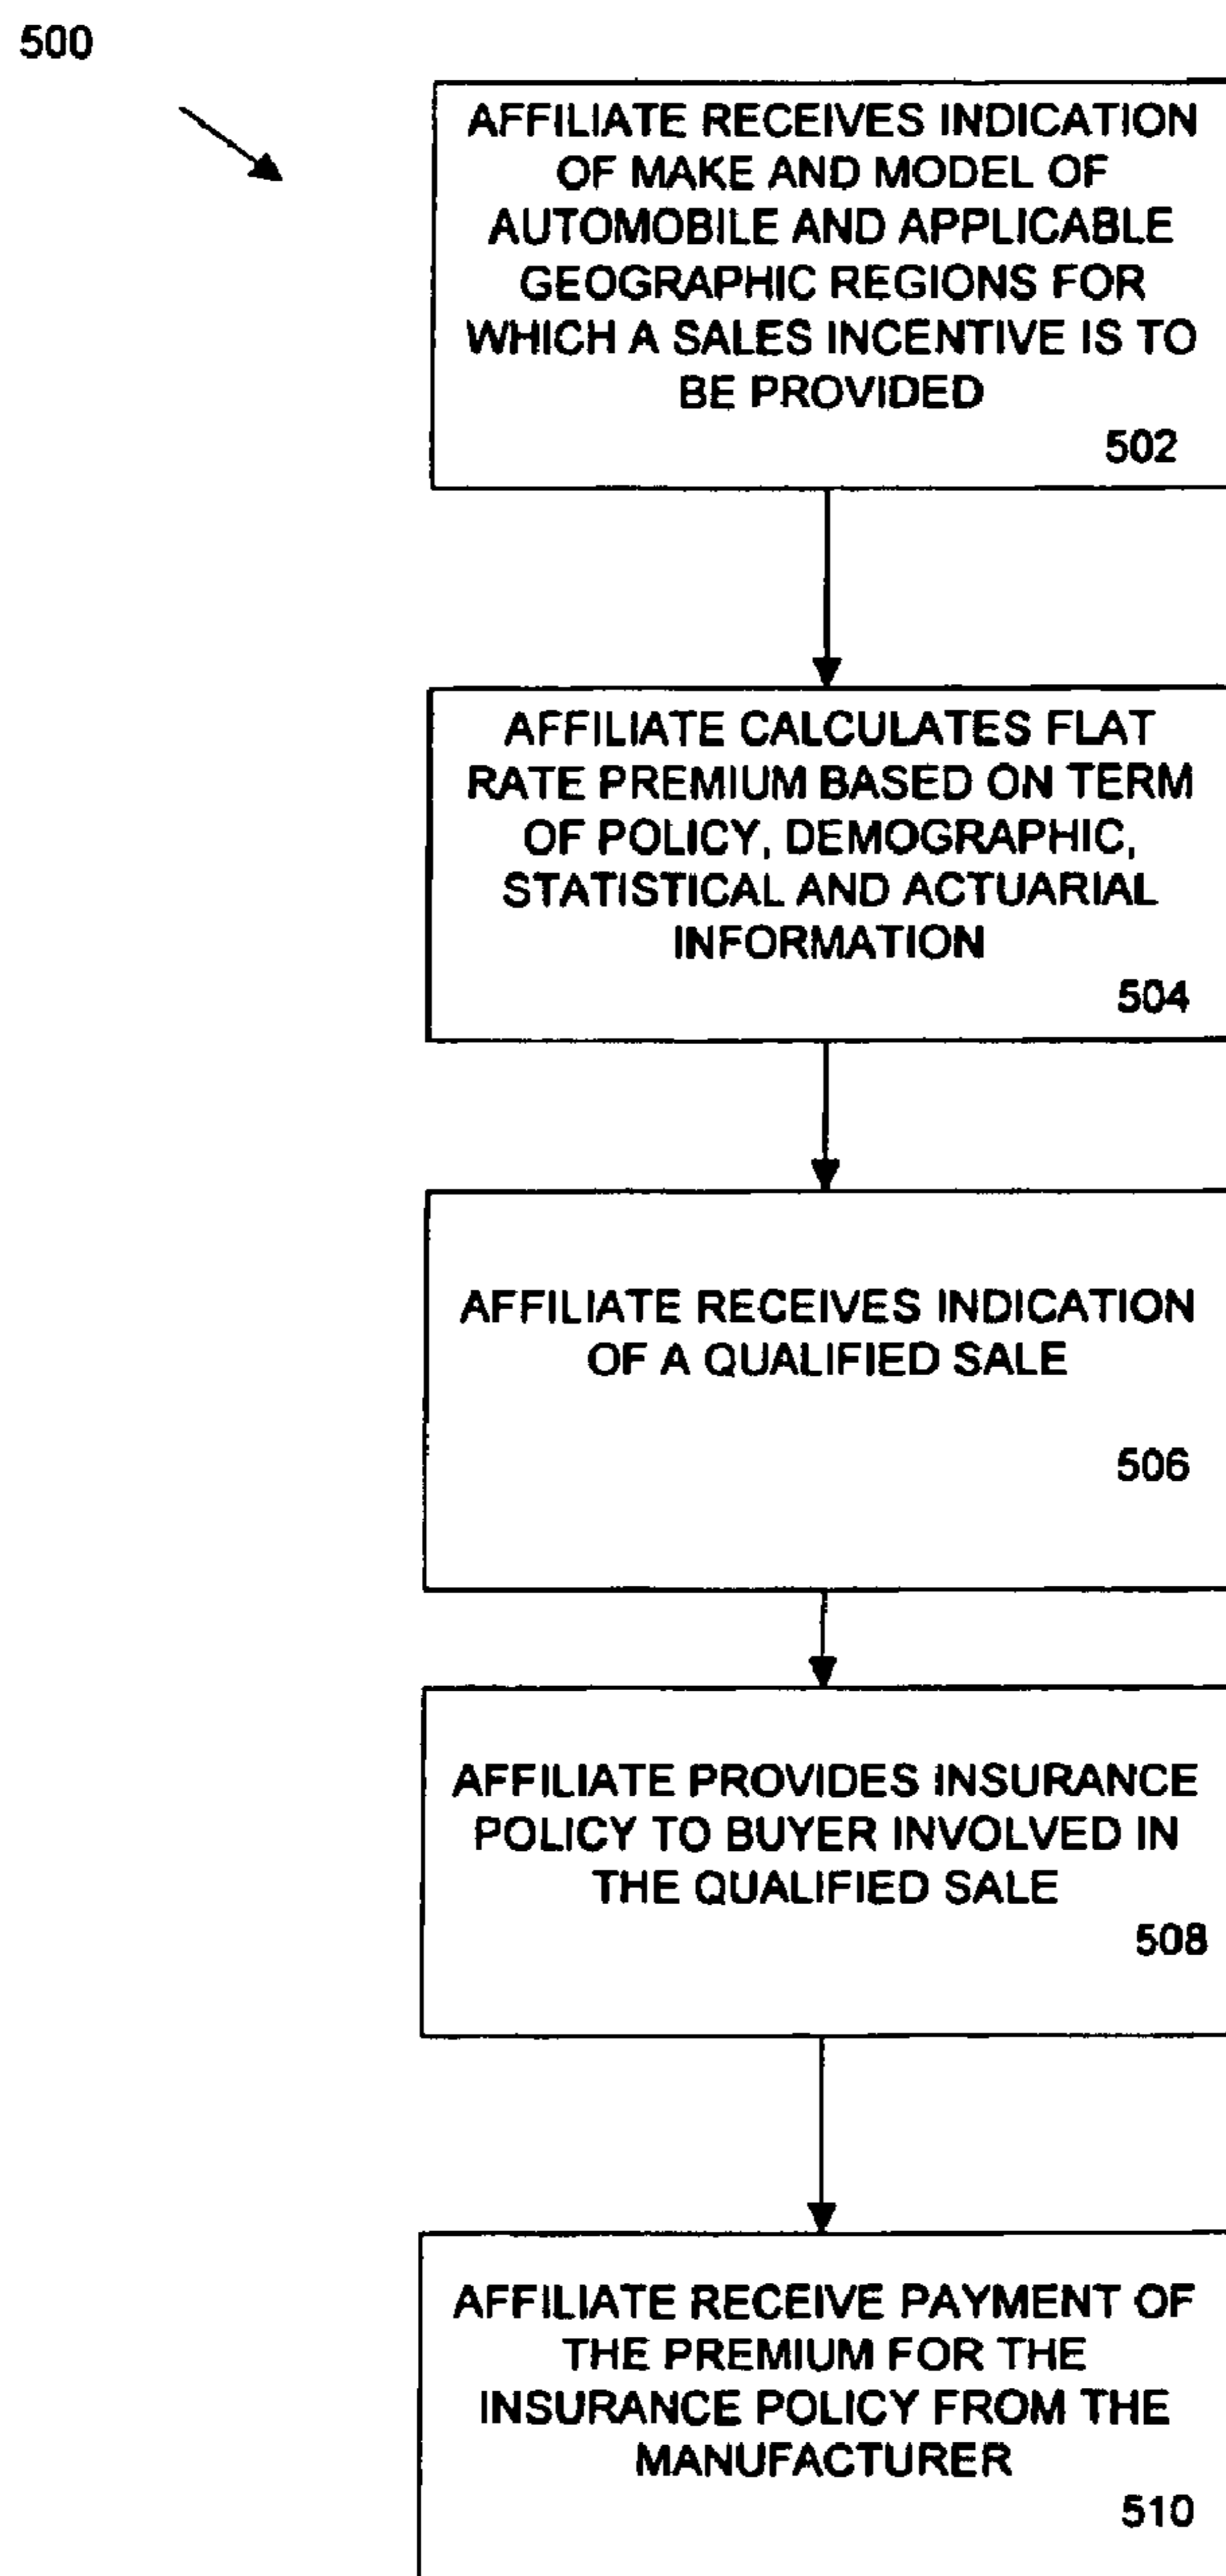 500
AFFILIATE RECEIVES INDICATION
OF MAKE AND MODEL OF
AUTOMOBILE AND APPLICABLE
GEOGRAPHIC REGIONS FOR
WHICH A SALES INCENTIVE IS TO
BE PROVIDED
502
AFFILIATE CALCULATES FLAT
RATE PREMIUM BASED ON TERM
OF POLICY, DEMOGRAPHIC,
STATISTICAL AND ACTUARIAL
INFORMATION
504
AFFILIATE RECEIVES INDICATION
OF A QUALIFIED SALE
506
AFFILIATE PROVIDES INSURANCE
POLICY TO BUYER INVOLVED IN
THE QUALIFIED SALE
508
AFFILIATE RECEIVE PAYMENT OF
THE PREMIUM FOR THE
INSURANCE POLICY FROM THE
MANUFACTURER
510